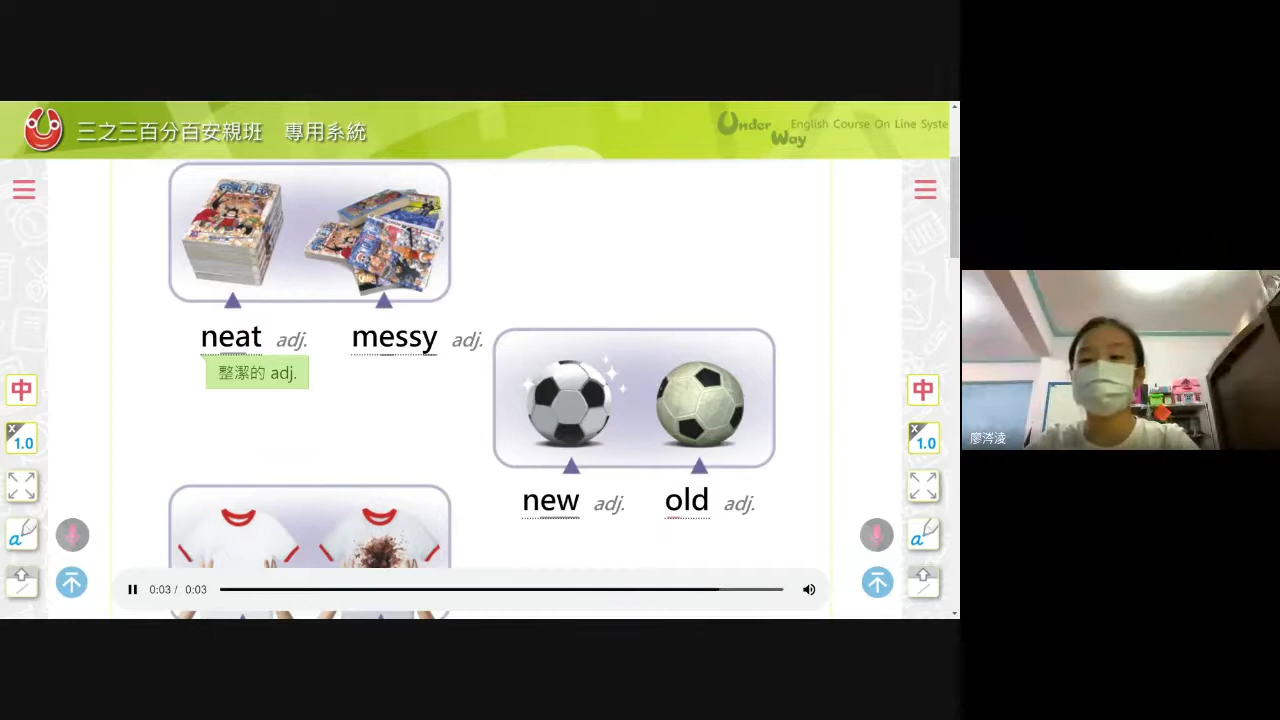 三之三百分百安親班 專用系統
Under Way English Course On Line Syste
neat adj. messy adj.
整潔的 adj.
new adj. old adj.
中 中
x 1.0 x 1.0
a a
0:03 / 0:03
廖涔淩